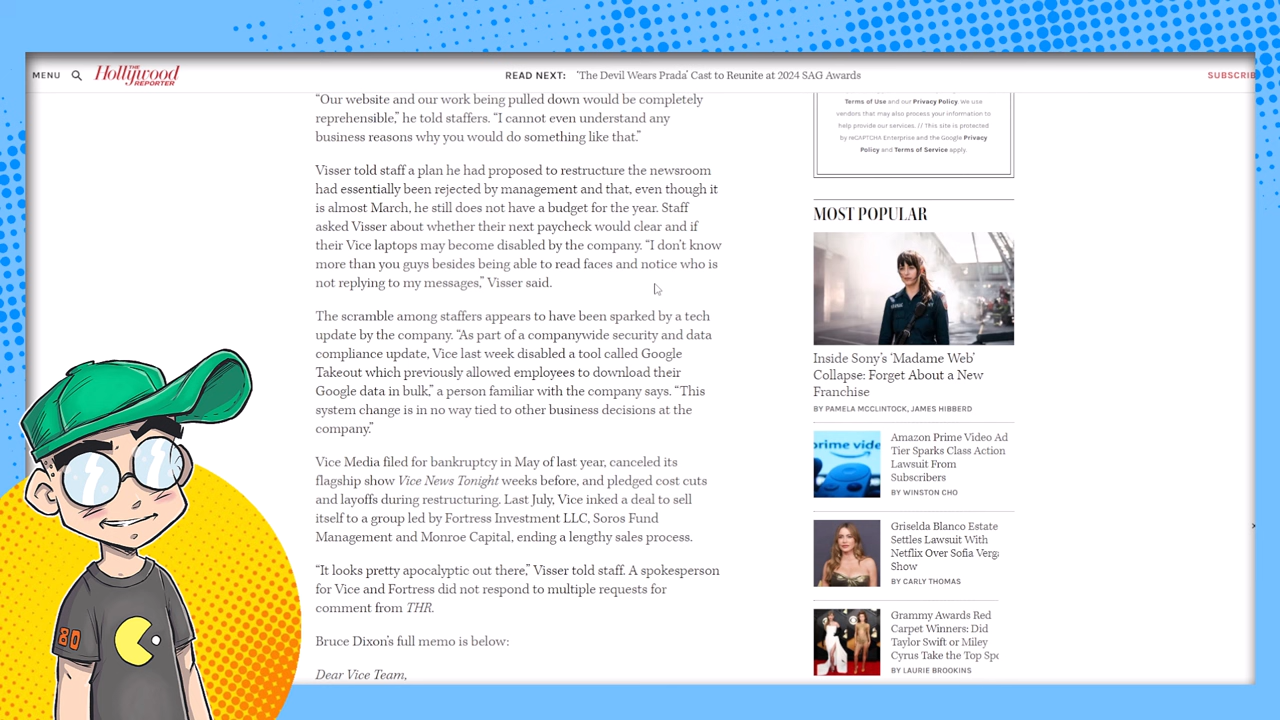 MENU
THE
Hollywood
REPORTER
READ NEXT: 'The Devil Wears Prada' Cast to Reunite at 2024 SAG Awards
SUBSCRIB
“Our website and our work being pulled down would be completely
reprehensible,” he told staffers. “I cannot even understand any
business reasons why you would do something like that.”
Visser told staff a plan he had proposed to restructure the newsroom
had essentially been rejected by management and that, even though it
is almost March, he still does not have a budget for the year. Staff
asked Visser about whether their next paycheck would clear and if
their Vice laptops may become disabled by the company. “I don’t know
more than you guys besides being able to read faces and notice who is
not replying to my messages,” Visser said.
The scramble among staffers appears to have been sparked by a tech
update by the company. “As part of a companywide security and data
compliance update, Vice last week disabled a tool called Google
Takeout which previously allowed employees to download their
Google data in bulk,” a person familiar with the company says. “This
system change is in no way tied to other business decisions at the
company.”
Vice Media filed for bankruptcy in May of last year, canceled its
flagship show Vice News Tonight weeks before, and pledged cost cuts
and layoffs during restructuring. Last July, Vice inked a deal to sell
itself to a group led by Fortress Investment LLC, Soros Fund
Management and Monroe Capital, ending a lengthy sales process.
“It looks pretty apocalyptic out there,” Visser told staff. A spokesperson
for Vice and Fortress did not respond to multiple requests for
comment from THR.
Bruce Dixon’s full memo is below:
Dear Vice Team,
Terms of Use and our Privacy Policy. We use
vendors that may also process your information to
help provide our services. // This site is protected
by reCAPTCHA Enterprise and the Google Privacy
Policy and Terms of Service apply.
MOST POPULAR
Inside Sony’s ‘Madame Web’
Collapse: Forget About a New
Franchise
BY PAMELA MCCLINTOCK, JAMES HIBBERD
prime vide
Amazon Prime Video Ad
Tier Sparks Class Action
Lawsuit From
Subscribers
BY WINSTON CHO
Griselda Blanco Estate
Settles Lawsuit With
Netflix Over Sofia Verga
Show
BY CARLY THOMAS
Grammy Awards Red
Carpet Winners: Did
Taylor Swift or Miley
Cyrus Take the Top Spo
BY LAURIE BROOKINS
80